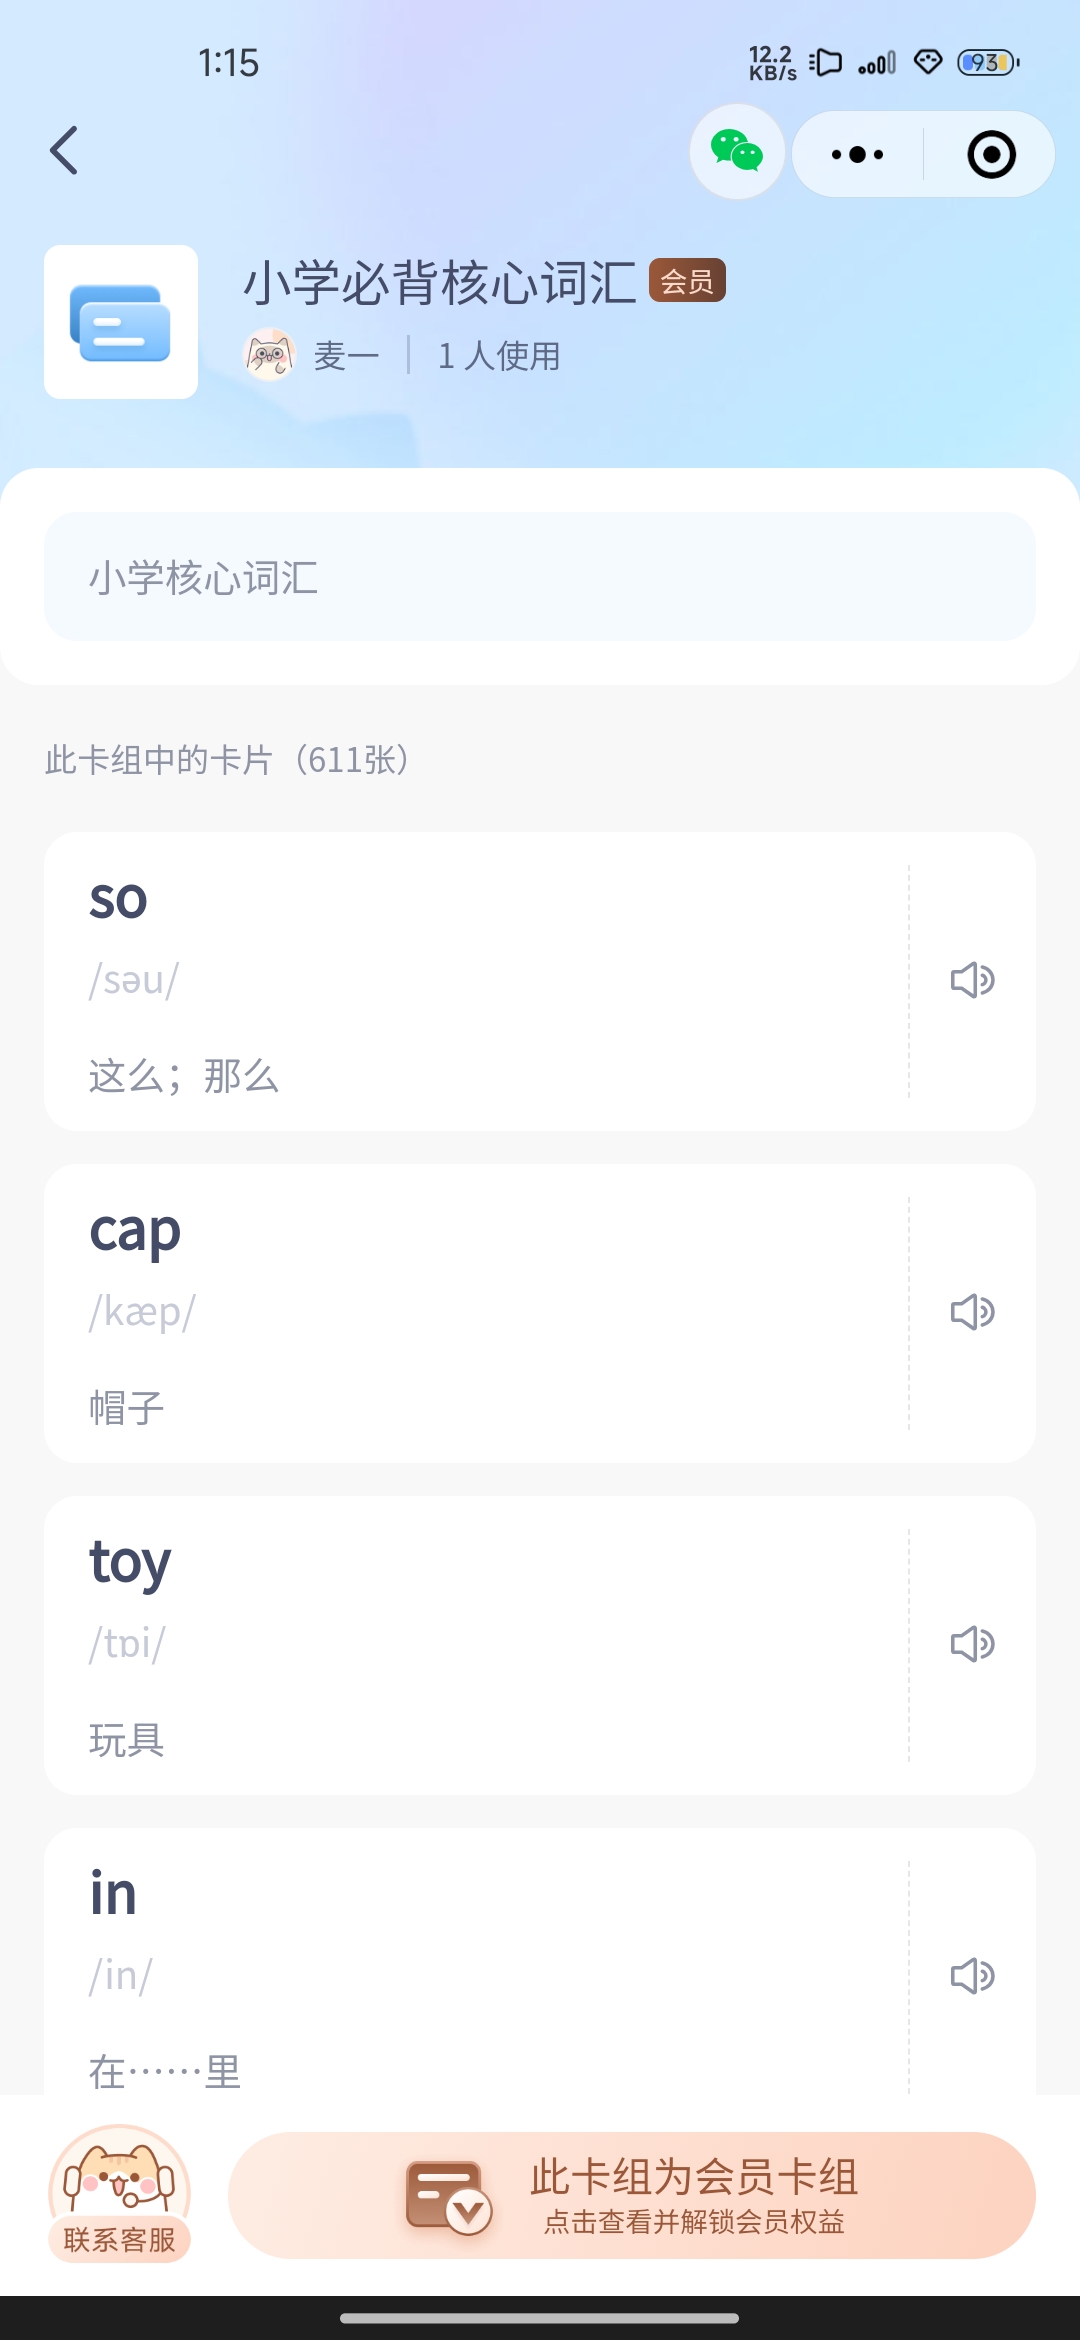 1:15
12.2
KB/s
93
小学必背核心词汇 会员
麦一 1 人使用
小学核心词汇
此卡组中的卡片（611张）
so
/səu/
这么；那么
cap
/kæp/
帽子
toy
/tɒi/
玩具
in
/in/
在……里
此卡组为会员卡组
点击查看并解锁会员权益
联系客服